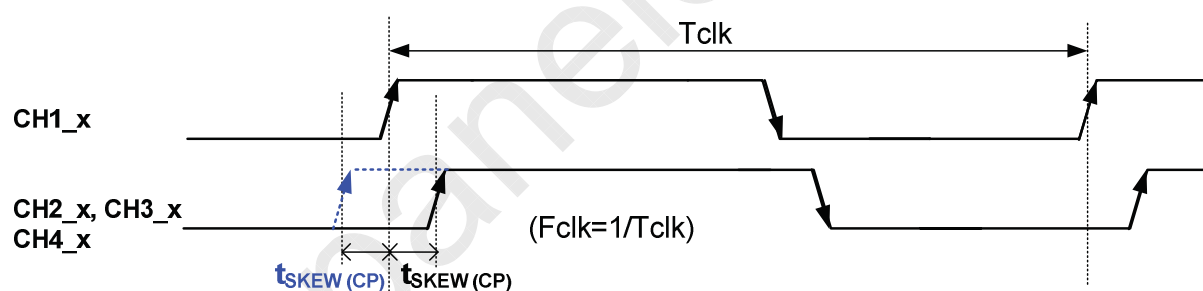 Tclk
CH1_x
CH2_x, CH3_x
CH4_x
(Fclk=1/Tclk)
tSKEW (CP) tSKEW (CP)